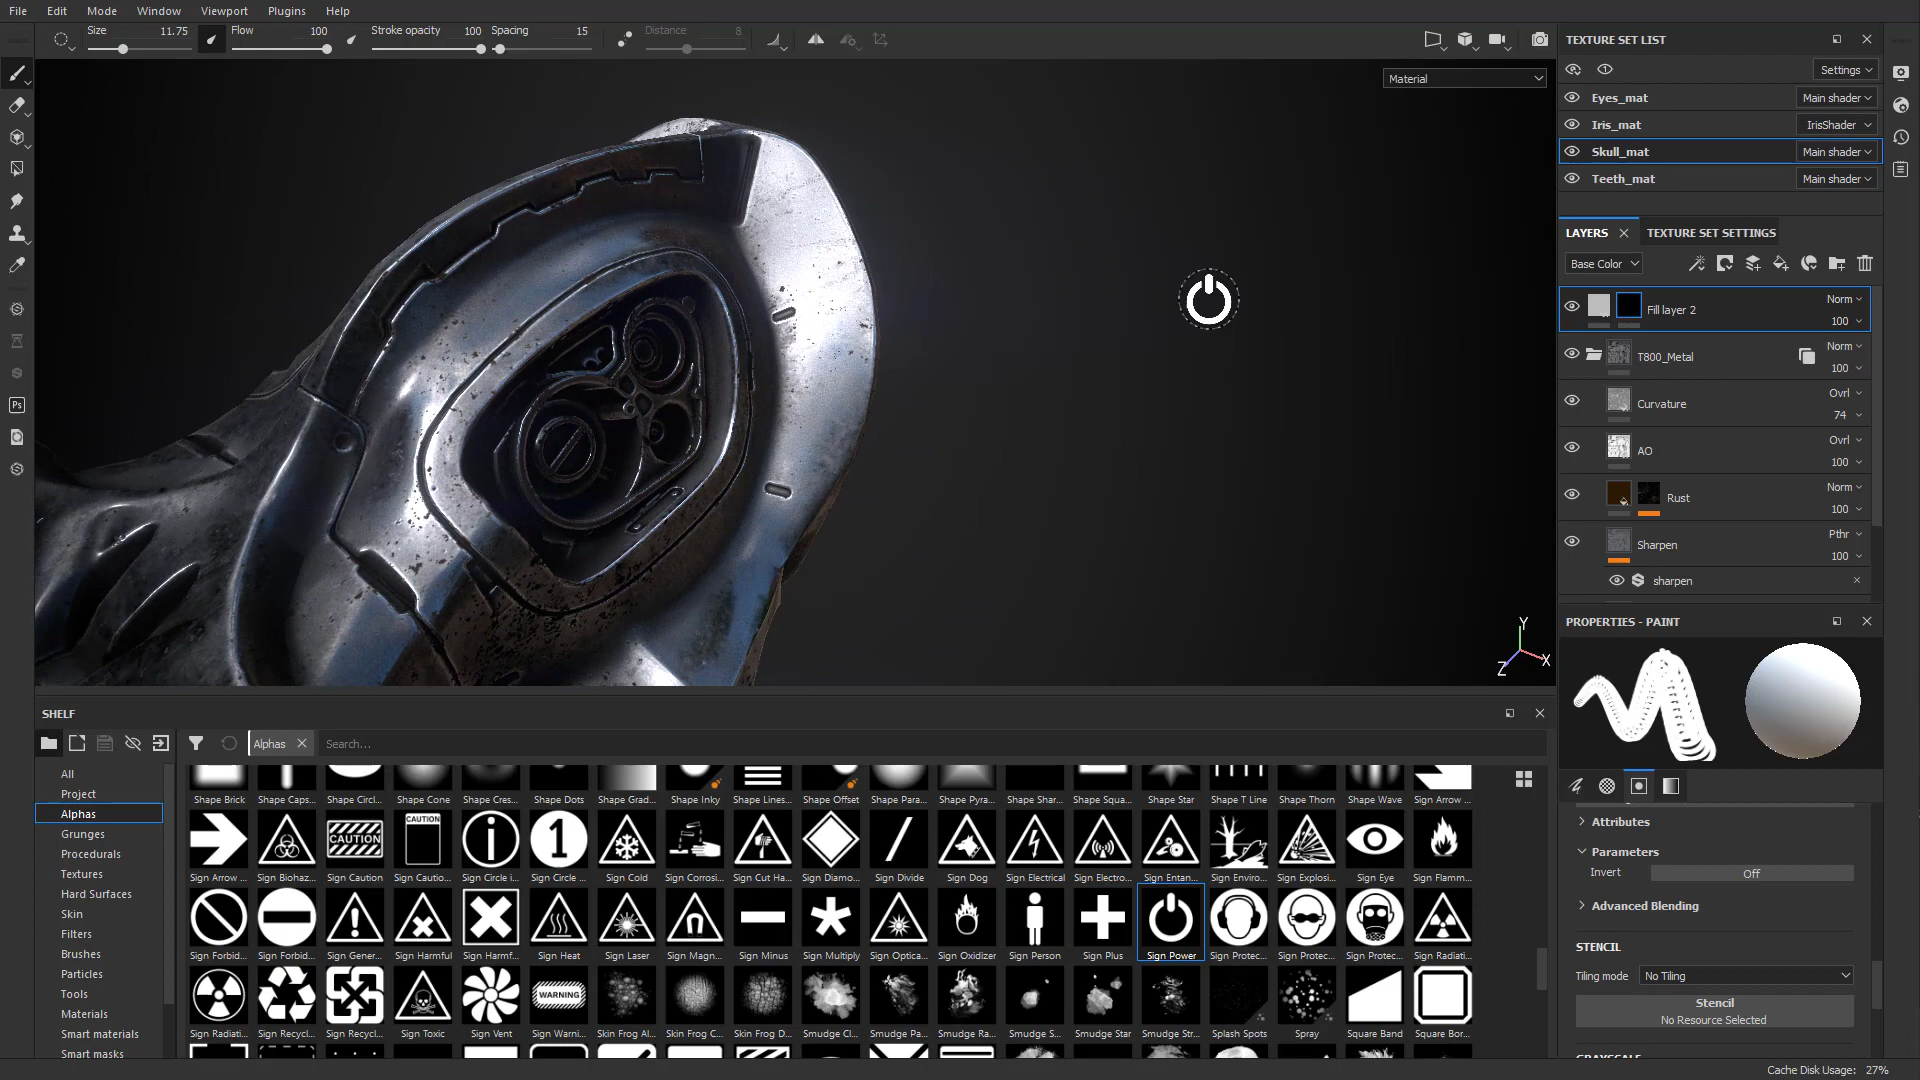 File Edit Mode Window Viewport Plugins Help
Size 11.75 Flow 100 Stroke opacity 100 Spacing 15 Distance 8
Material
TEXTURE SET LIST
Settings
Eyes_mat Main shader
Iris_mat IrisShader
Skull_mat Main shader
Teeth_mat Main shader
LAYERS TEXTURE SET SETTINGS
Base Color
Fill layer 2 Norm 100
T800_Metal Norm 100
Curvature Ovrl 74
AO Ovrl 100
Rust Norm 100
Sharpen Pthr 100
sharpen
Y
X
Z
PROPERTIES - PAINT
Attributes
Parameters
Invert Off
Advanced Blending
STENCIL
Tiling mode No Tiling
Stencil
No Resource Selected
SHELF
Alphas Search...
All
Project
Alphas
Grunges
Procedurals
Textures
Hard Surfaces
Skin
Filters
Brushes
Particles
Tools
Materials
Smart materials
Smart masks
Shape Brick Shape Caps... Shape Circl... Shape Cone Shape Cres... Shape Dots Shape Grad... Shape Inky Shape Lines... Shape Offset Shape Para... Shape Pyra... Shape Shar... Shape Squa... Shape Star Shape T Line Shape Thorn Shape Wave Sign Arrow ...
CAUTION CAUTION 1
Sign Arrow ... Sign Biohaz... Sign Caution Sign Cautio... Sign Circle i... Sign Circle ... Sign Cold Sign Corrosi... Sign Cut Ha... Sign Diamo... Sign Divide Sign Dog Sign Electrical Sign Electro... Sign Entan... Sign Enviro... Sign Explosi... Sign Eye Sign Flamm...
Sign Forbid... Sign Forbid... Sign Gener... Sign Harmful Sign Harmf... Sign Heat Sign Laser Sign Magn... Sign Minus Sign Multiply Sign Optica... Sign Oxidizer Sign Person Sign Plus Sign Power Sign Protec... Sign Protec... Sign Protec... Sign Radiati...
WARNING
Sign Radiati... Sign Recycl... Sign Recycl... Sign Toxic Sign Vent Sign Warni... Skin Frog Al... Skin Frog C... Skin Frog D... Smudge Cl... Smudge Pa... Smudge Ra... Smudge S... Smudge Star Smudge Str... Splash Spots Spray Square Band Square Bor...
Ps
Cache Disk Usage: 27%